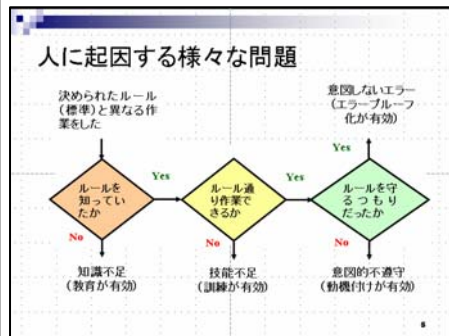 人に起因する様々な問題
決められたルール
(標準)と異なる作
業をした
意図しないエラー
(エラープルーフ
化が有効)
Yes
Yes
Yes
ルールを
知ってい
たか
ルール通
り作業で
きるか
ルールを守
るつもり
だったか
No
No
No
知識不足
(教育が有効)
技能不足
(訓練が有効)
意図的不遵守
(動機付けが有効)
5